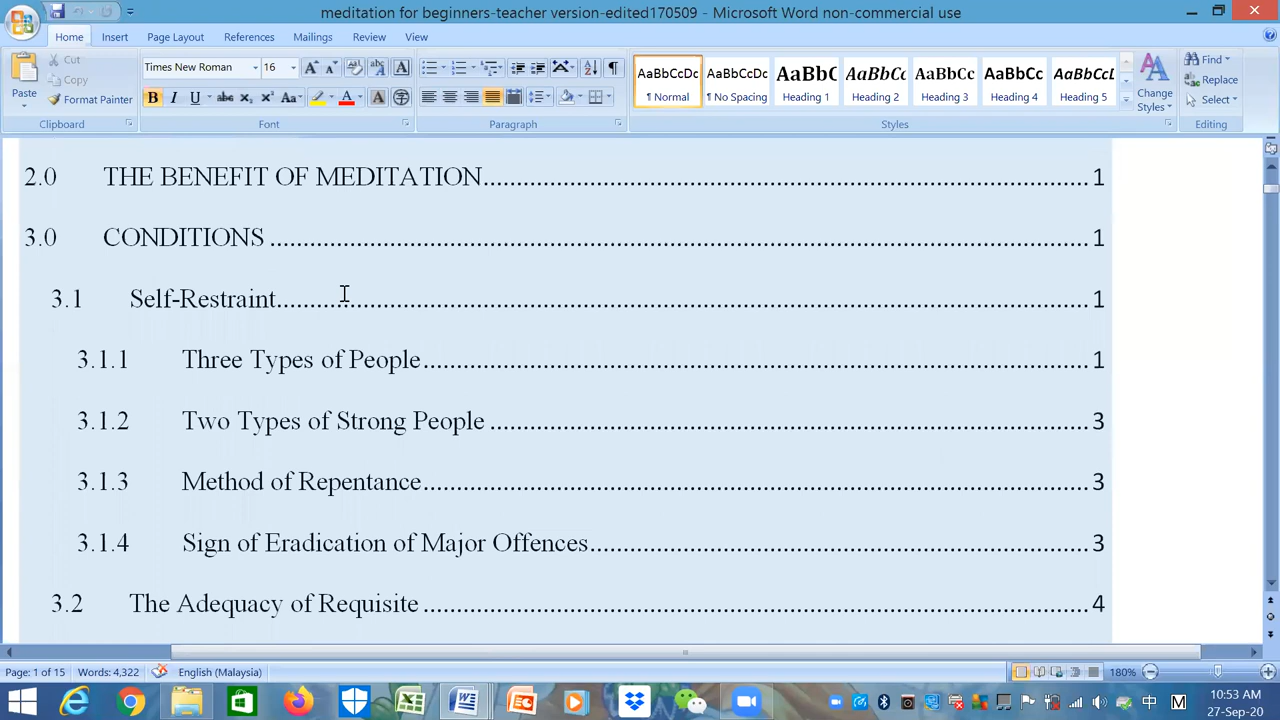 meditation for beginners-teacher version-edited170509 - Microsoft Word non-commercial use
Home Insert Page Layout References Mailings Review View
Paste
Cut
Copy
Format Painter
Clipboard
Times New Roman 16
B I U abe X₂ X² Aa
Font
Paragraph
AaBbCcDc AaBbCcDc AaBbC AaBbCc AaBbCc AaBbCc AaBbCcL
¶ Normal ¶ No Spacing Heading 1 Heading 2 Heading 3 Heading 4 Heading 5
Change Styles
Styles
Find
Replace
Select
Editing
2.0 THE BENEFIT OF MEDITATION 1
3.0 CONDITIONS 1
3.1 Self-Restraint 1
3.1.1 Three Types of People 1
3.1.2 Two Types of Strong People 3
3.1.3 Method of Repentance 3
3.1.4 Sign of Eradication of Major Offences 3
3.2 The Adequacy of Requisite 4
Page: 1 of 15 Words: 4,322 English (Malaysia) 180%
中 M
10:53 AM
27-Sep-20